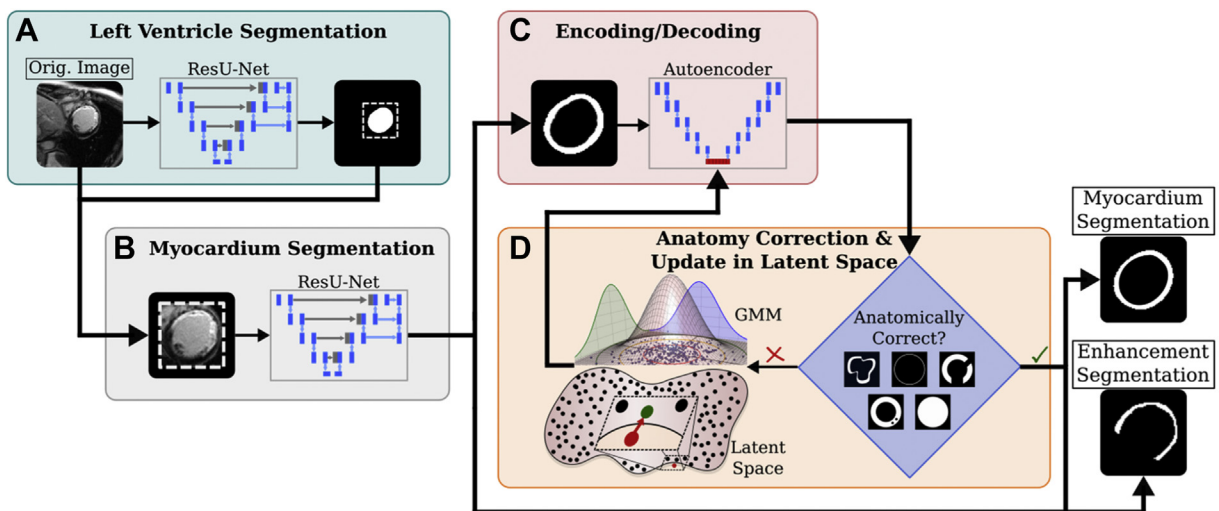 A
Left Ventricle Segmentation
Orig. Image
ResU-Net
B
Myocardium Segmentation
ResU-Net
C
Encoding/Decoding
Autoencoder
D
Anatomy Correction &
Update in Latent Space
GMM
Latent
Space
Anatomically
Correct?
Myocardium
Segmentation
Enhancement
Segmentation